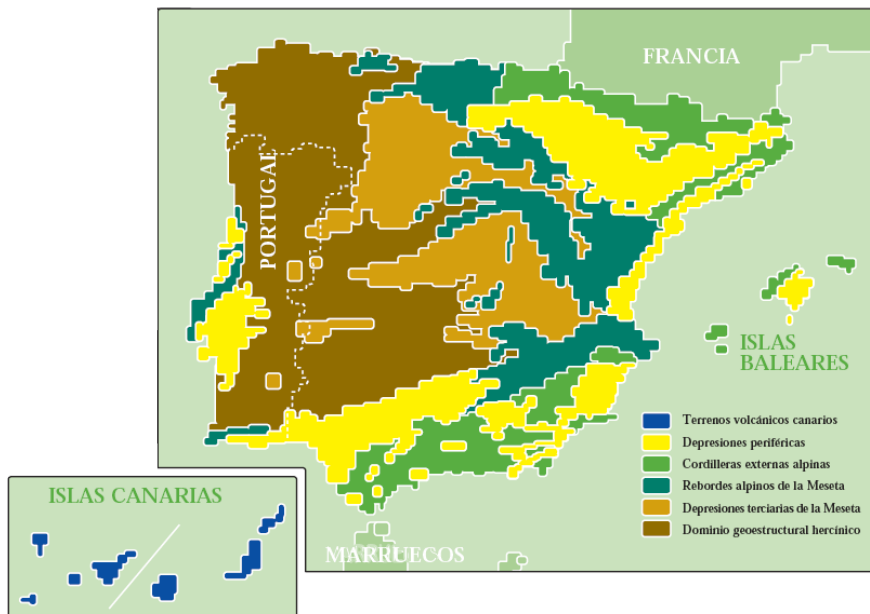 FRANCIA
PORTUGAL
ISLAS
BALEARES
Terrenos volcánicos canarios
Depresiones periféricas
Cordilleras externas alpinas
Rebordes alpinos de la Meseta
Depresiones terciarias de la Meseta
Dominio geoestructural hercínico
ISLAS CANARIAS
MARRUECOS